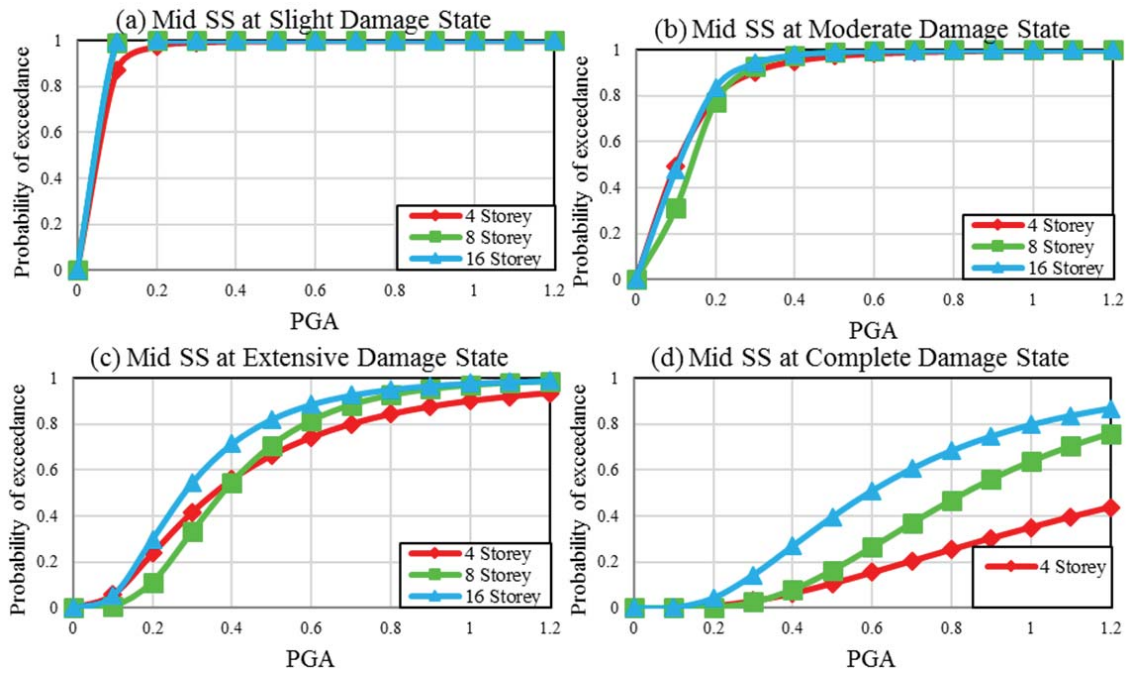 (a) Mid SS at Slight Damage State
Probability of exceedance
1
0.8
0.6
0.4
0.2
0
4 Storey
8 Storey
16 Storey
0 0.2 0.4 0.6 0.8 1 1.2
PGA
(b) Mid SS at Moderate Damage State
Probability of exceedance
1
0.8
0.6
0.4
0.2
0
4 Storey
8 Storey
16 Storey
0 0.2 0.4 0.6 0.8 1 1.2
PGA
(c) Mid SS at Extensive Damage State
Probability of exceedance
1
0.8
0.6
0.4
0.2
0
4 Storey
8 Storey
16 Storey
0 0.2 0.4 0.6 0.8 1 1.2
PGA
(d) Mid SS at Complete Damage State
Probability of exceedance
1
0.8
0.6
0.4
0.2
0
4 Storey
0 0.2 0.4 0.6 0.8 1 1.2
PGA